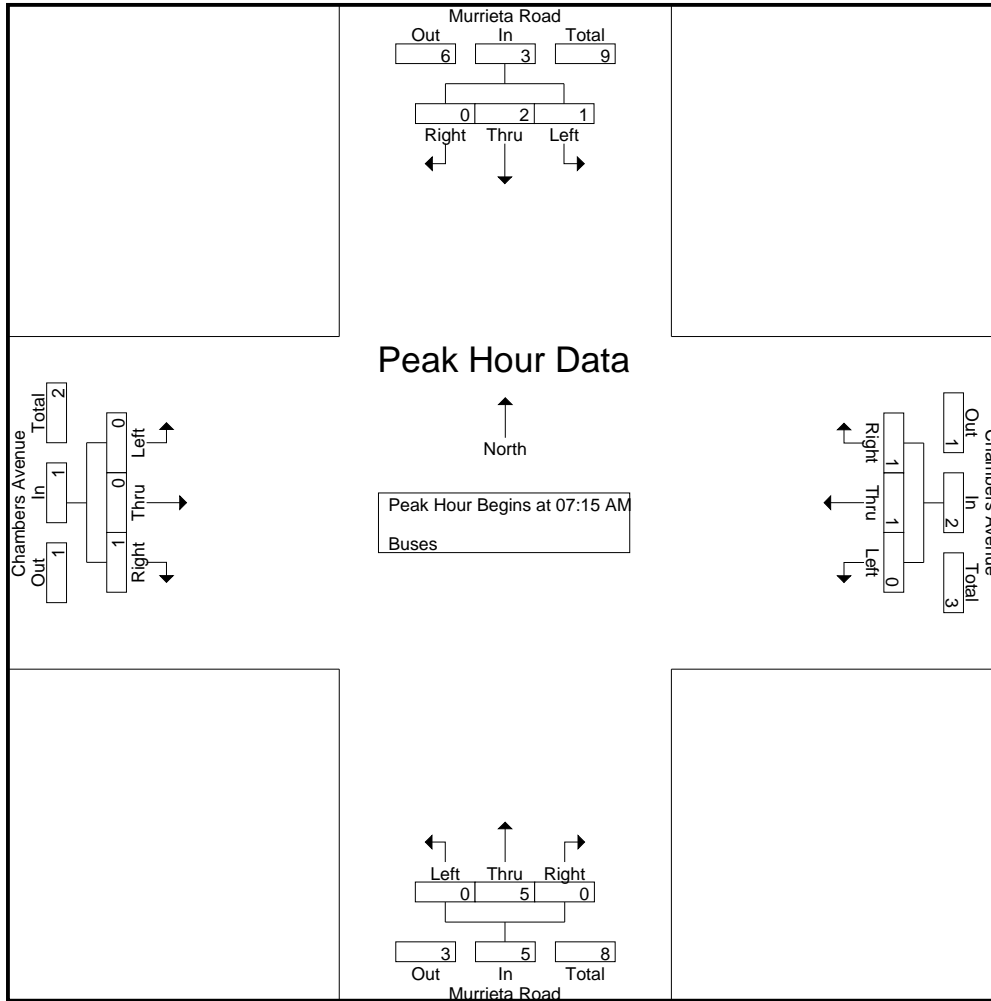 Murrieta Road
Out In Total
6 3 9
0 2 1
Right Thru Left
Peak Hour Data
North
Peak Hour Begins at 07:15 AM
Buses
Chambers Avenue
Out In Total
1 1 2
Left Thru Right
0 0 1
Chambers Avenue
Out In Total
1 2 3
Right Thru Left
1 1 0
Left Thru Right
0 5 0
3 5 8
Out In Total
Murrieta Road